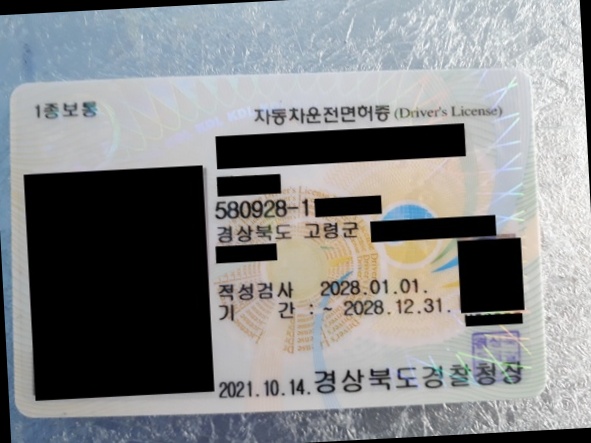 1종보통
자동차운전면허증 (Driver's License)
580928-1
경상북도 고령군
적성검사 2028.01.01.
기 간 : ~ 2028.12.31.
2021.10.14. 경상북도경찰청장